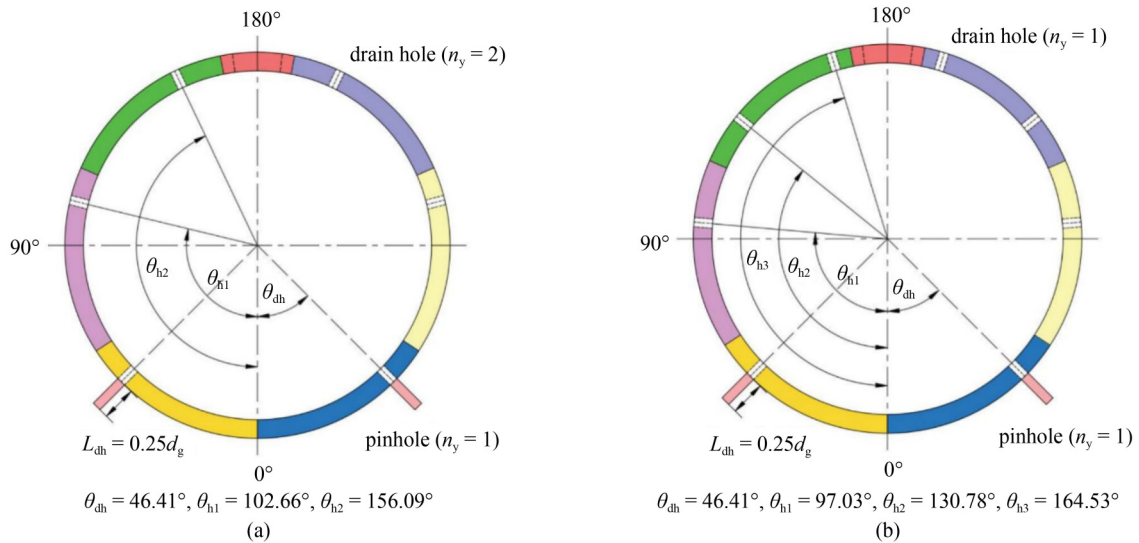 180°
drain hole (n_y = 2)
90°
θ_h2
θ_h1
θ_dh
L_dh = 0.25d_g
pinhole (n_y = 1)
0°
θ_dh = 46.41°, θ_h1 = 102.66°, θ_h2 = 156.09°
(a)
180°
drain hole (n_y = 1)
90°
θ_h3
θ_h2
θ_h1
θ_dh
L_dh = 0.25d_g
pinhole (n_y = 1)
0°
θ_dh = 46.41°, θ_h1 = 97.03°, θ_h2 = 130.78°, θ_h3 = 164.53°
(b)